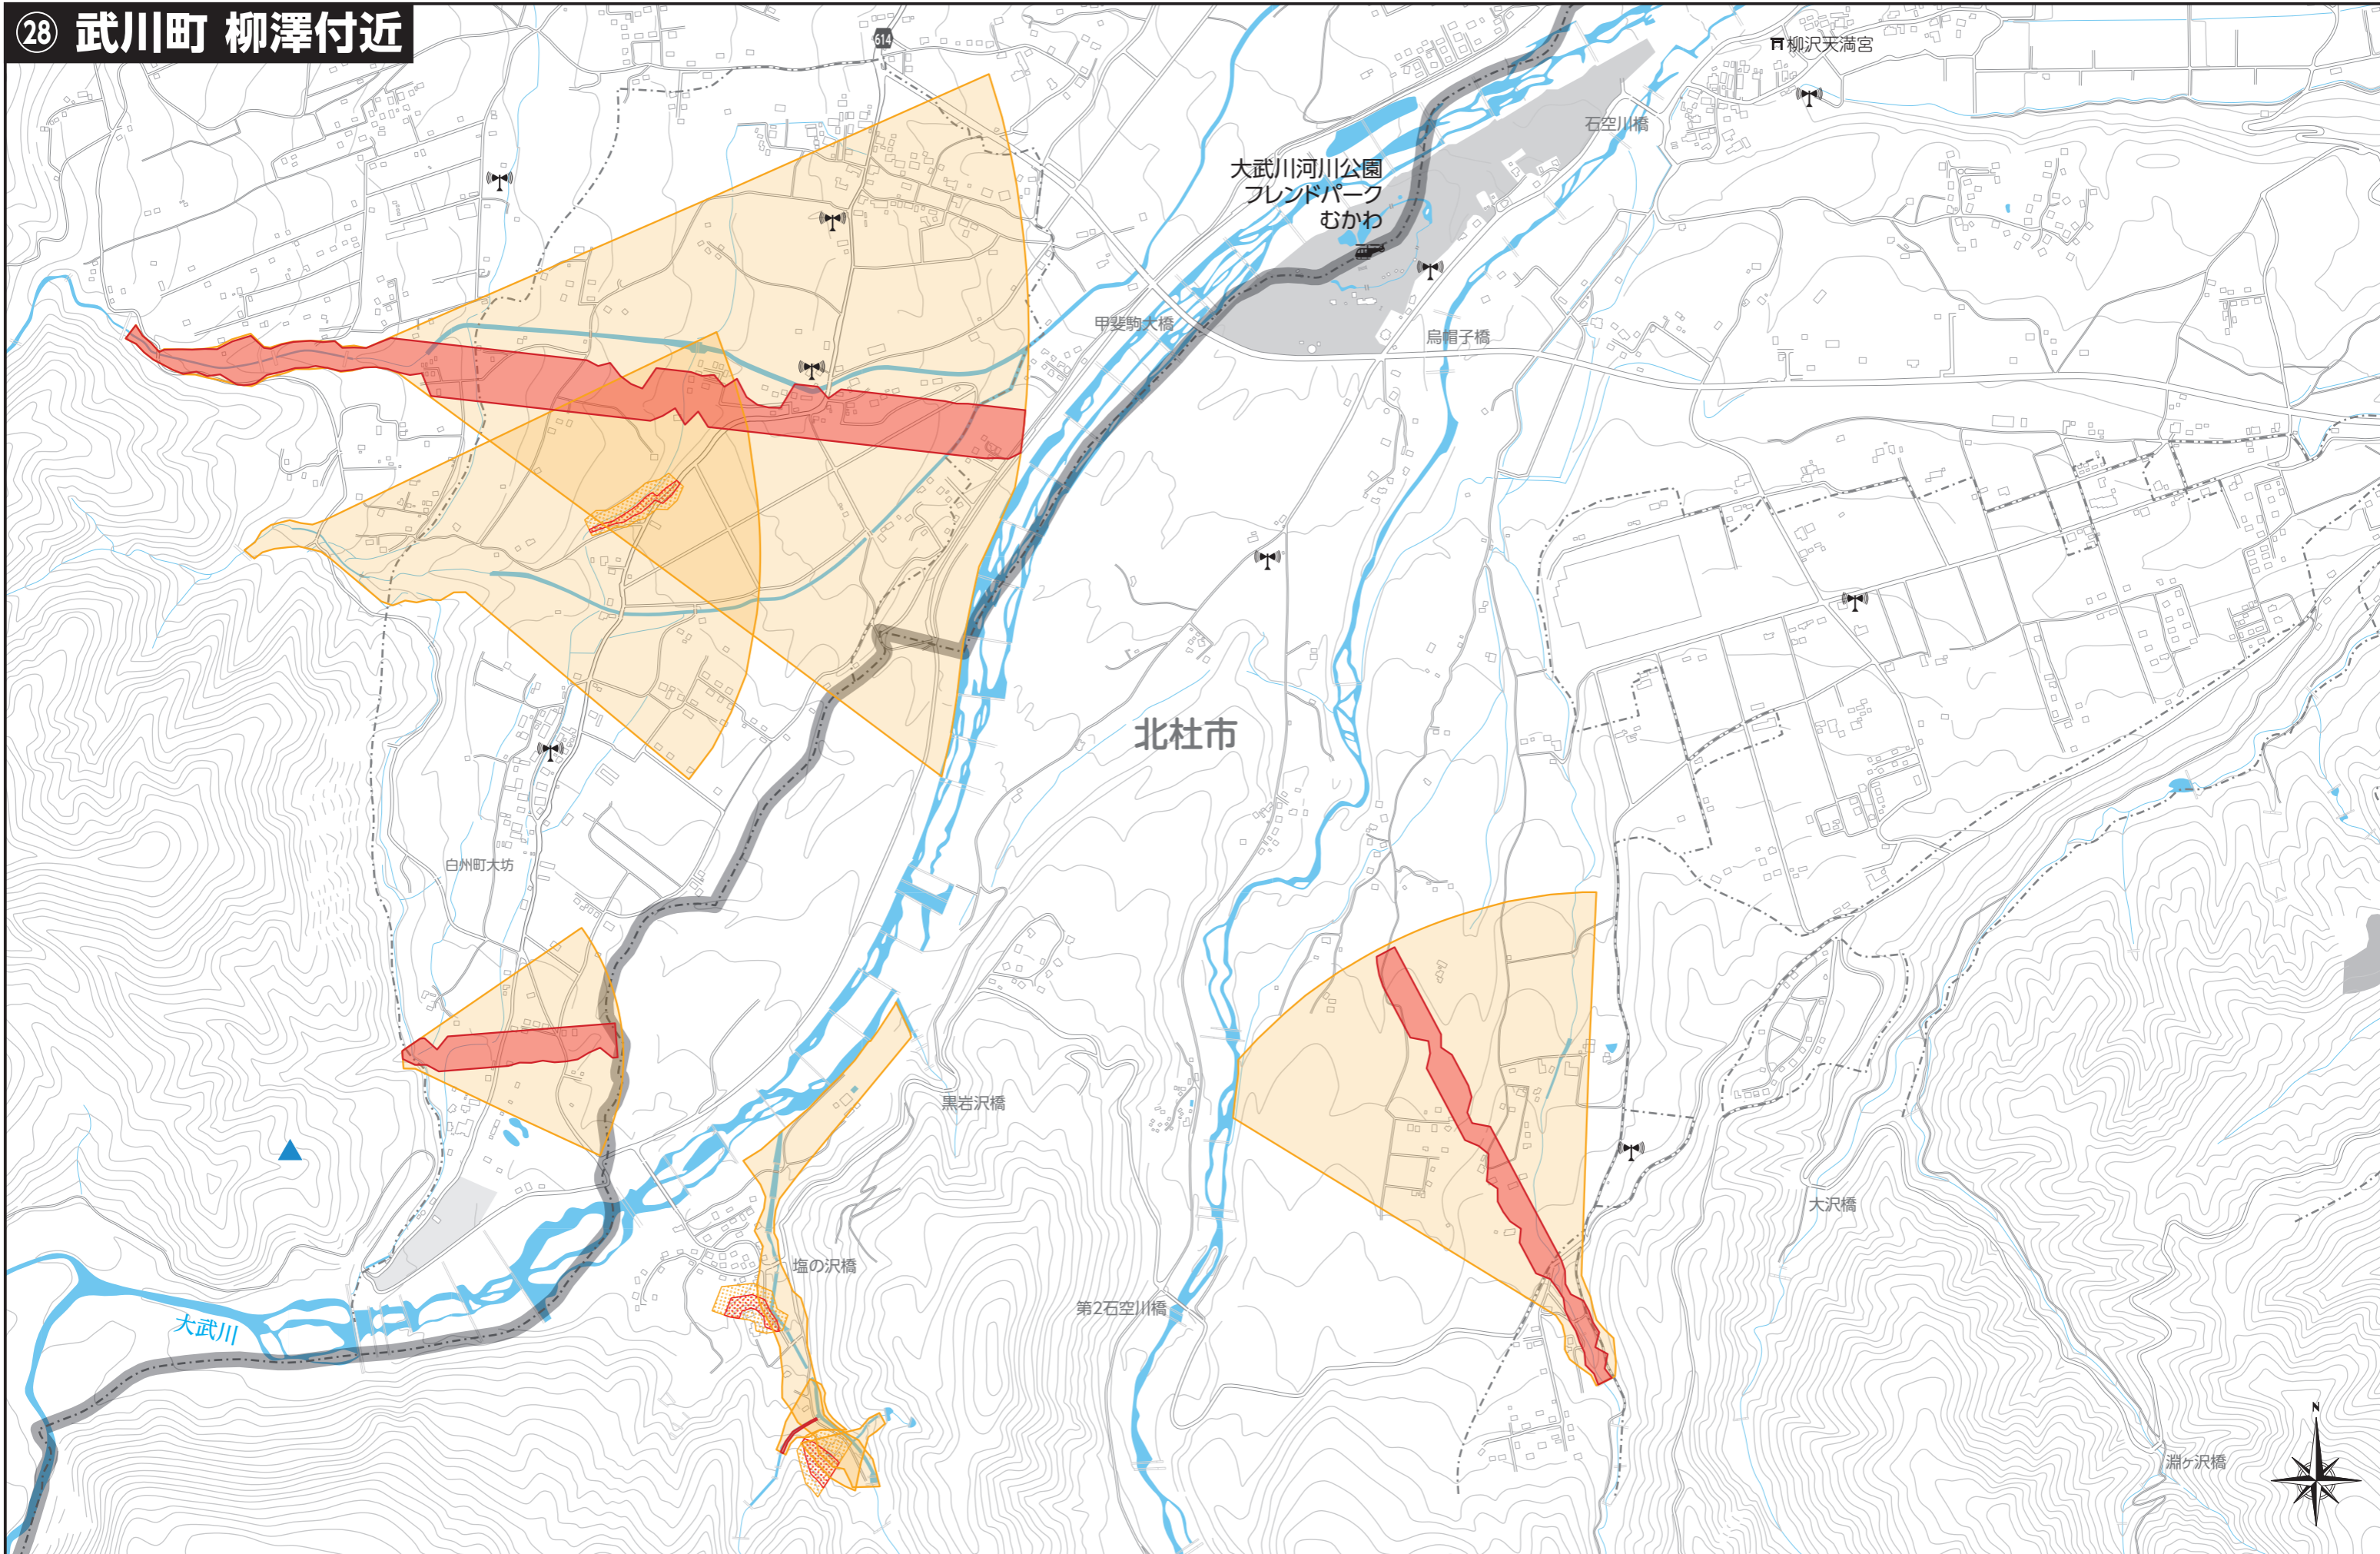 ㉘ 武川町 柳澤付近
614
柳沢天満宮
石空川橋
大武川河川公園
フレンドパーク
むかわ
甲斐駒大橋
烏帽子橋
北杜市
白州町大坊
黒岩沢橋
大沢橋
塩の沢橋
第2石空川橋
大武川
淵ヶ沢橋
N